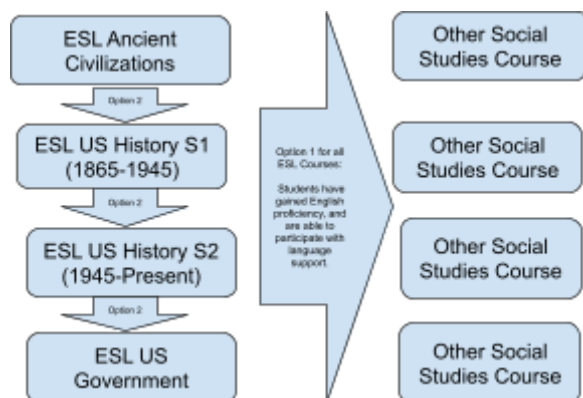 ESL Ancient
Civilizations
Option 2
ESL US History S1
(1865-1945)
Option 2
ESL US History S2
(1945-Present)
Option 2
ESL US
Government
Option 1 for all
ESL Courses:
Students have
gained English
proficiency, and
are able to
participate with
language
support.
Other Social
Studies Course
Other Social
Studies Course
Other Social
Studies Course
Other Social
Studies Course